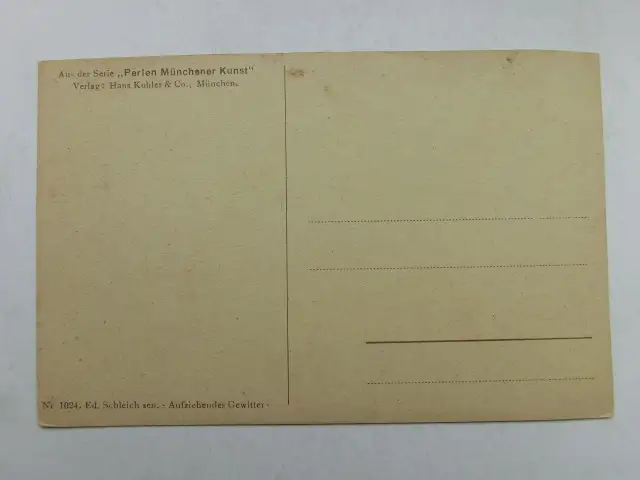 Aus der Serie „Perlen Münchener Kunst"
Verlag: Hans Kohler & Co., München.
Nr 1024. Ed. Schleich sen. - Aufziehendes Gewitter -